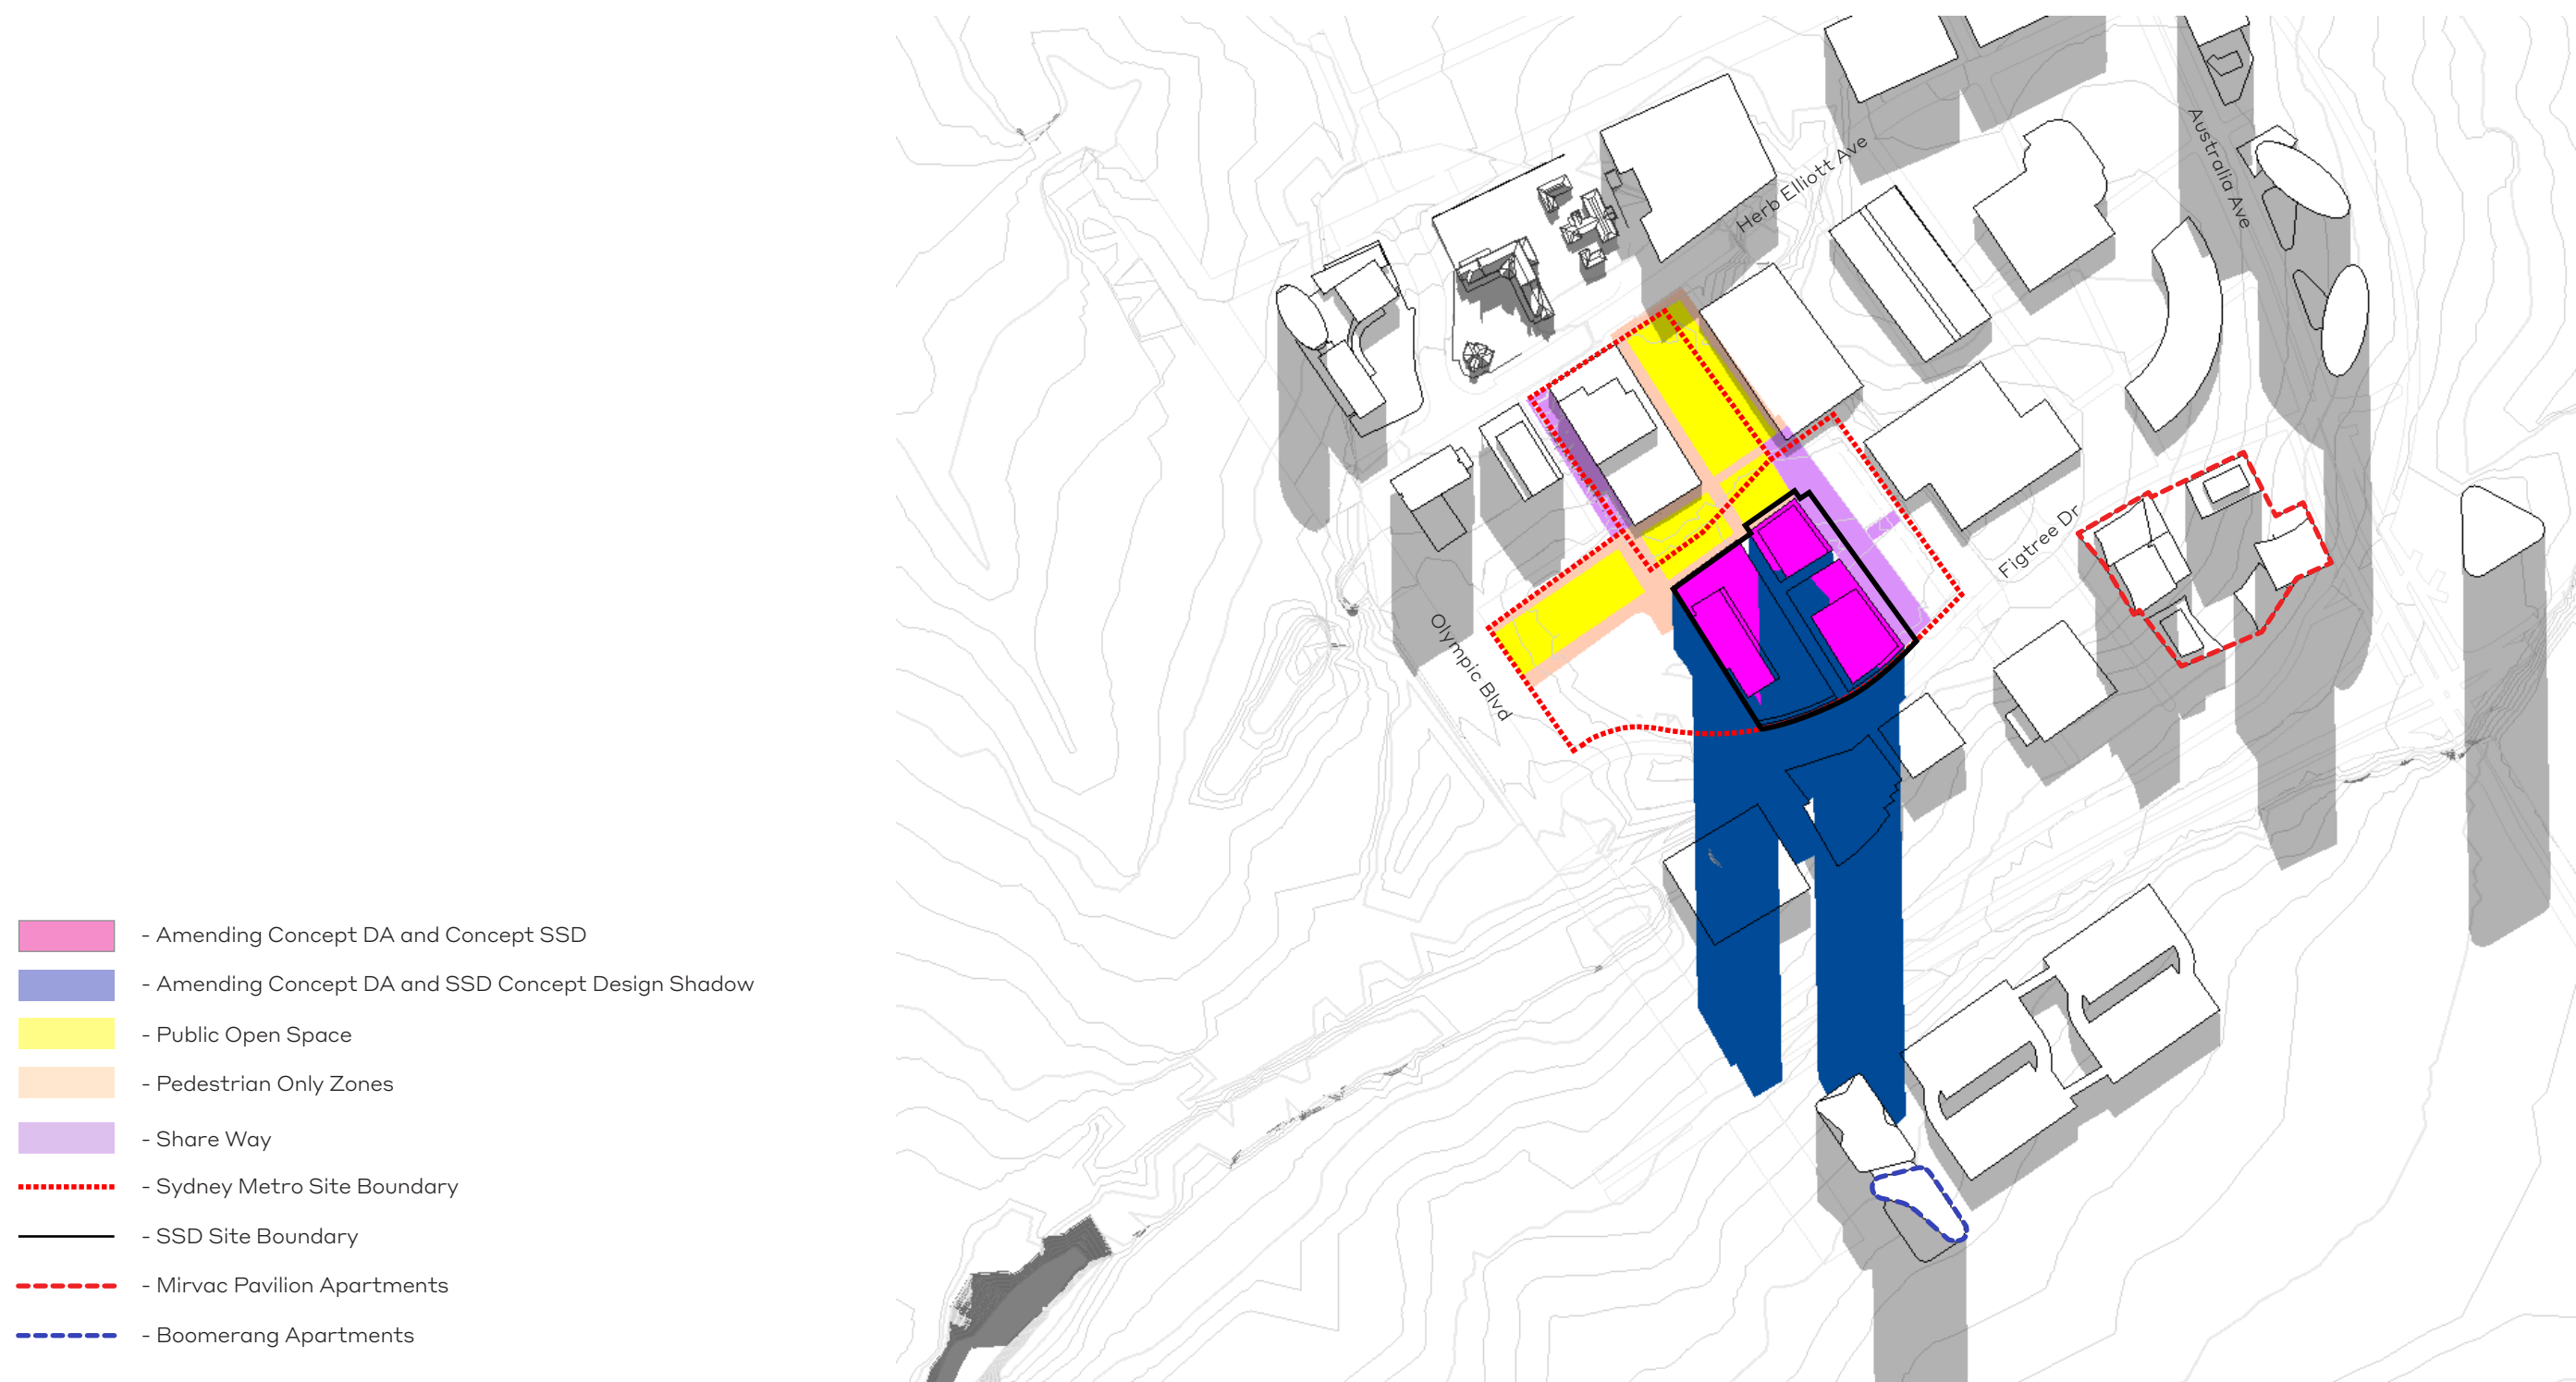 Herb Elliott Ave
Australia Ave
Figtree Dr
Olympic Blvd
- Amending Concept DA and Concept SSD
- Amending Concept DA and SSD Concept Design Shadow
- Public Open Space
- Pedestrian Only Zones
- Share Way
- Sydney Metro Site Boundary
- SSD Site Boundary
- Mirvac Pavilion Apartments
- Boomerang Apartments